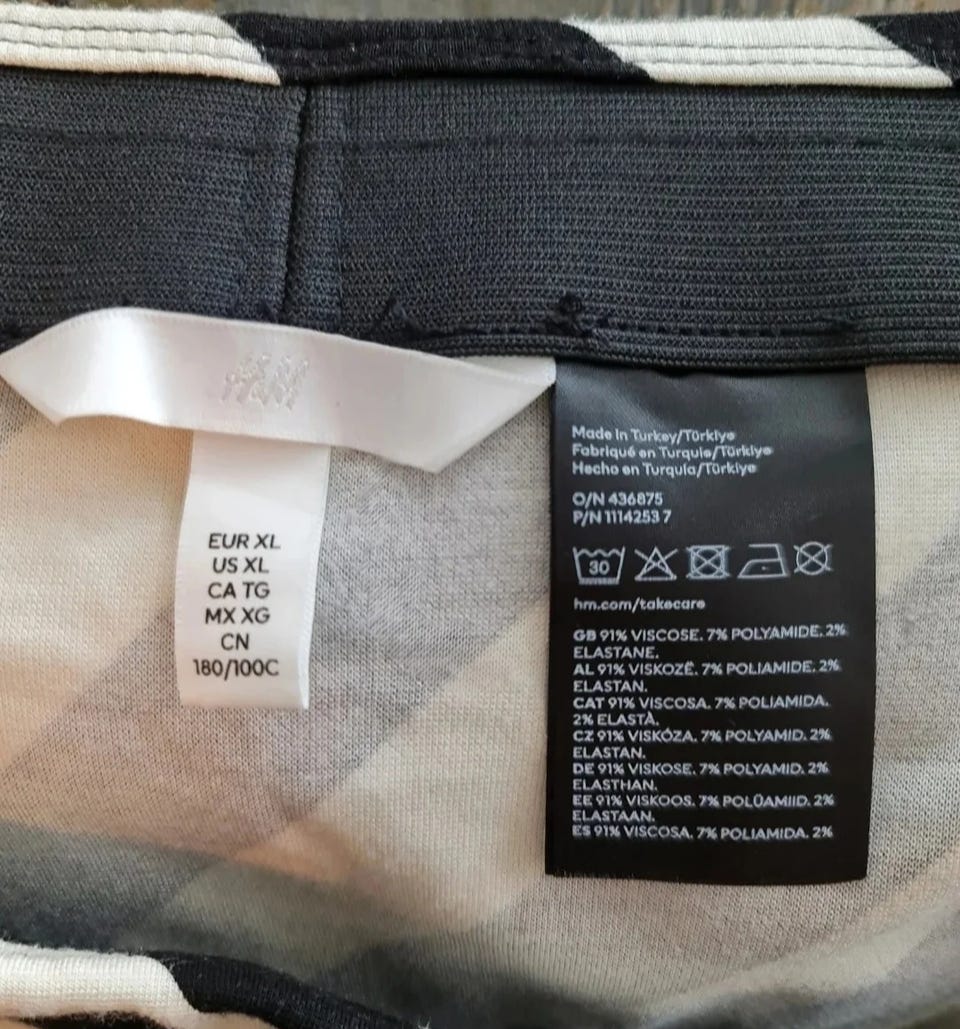 H&M
EUR XL
US XL
CA TG
MX XG
CN
180/100C
Made in Turkey/Türkiye
Fabriqué en Turquie/Türkiye
Hecho en Turquía/Türkiye
O/N 436875
P/N 1114253 7
30
hm.com/takecare
GB 91% VISCOSE. 7% POLYAMIDE. 2%
ELASTANE.
AL 91% VISKOZË. 7% POLIAMIDE. 2%
ELASTAN.
CAT 91% VISCOSA. 7% POLIAMIDA.
2% ELASTÀ.
CZ 91% VISKÓZA. 7% POLYAMID. 2%
ELASTAN.
DE 91% VISKOSE. 7% POLYAMID. 2%
ELASTHAN.
EE 91% VISKOOS. 7% POLÜAMIID. 2%
ELASTAAN.
ES 91% VISCOSA. 7% POLIAMIDA. 2%